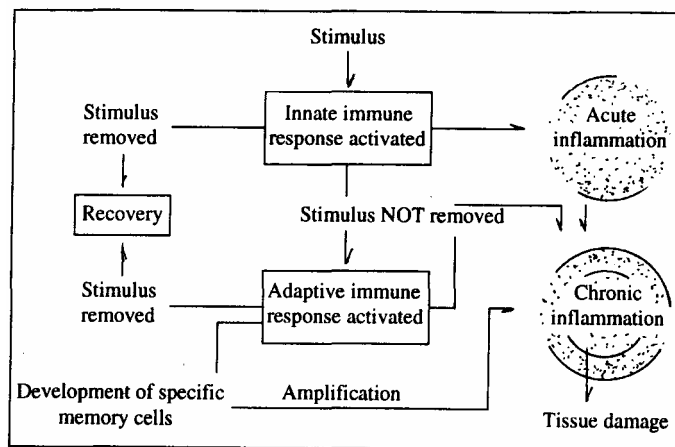 Stimulus
Stimulus
removed
Innate immune
response activated
Acute
inflammation
Recovery
Stimulus NOT removed
Stimulus
removed
Adaptive immune
response activated
Chronic
inflammation
Development of specific
memory cells
Amplification
Tissue damage